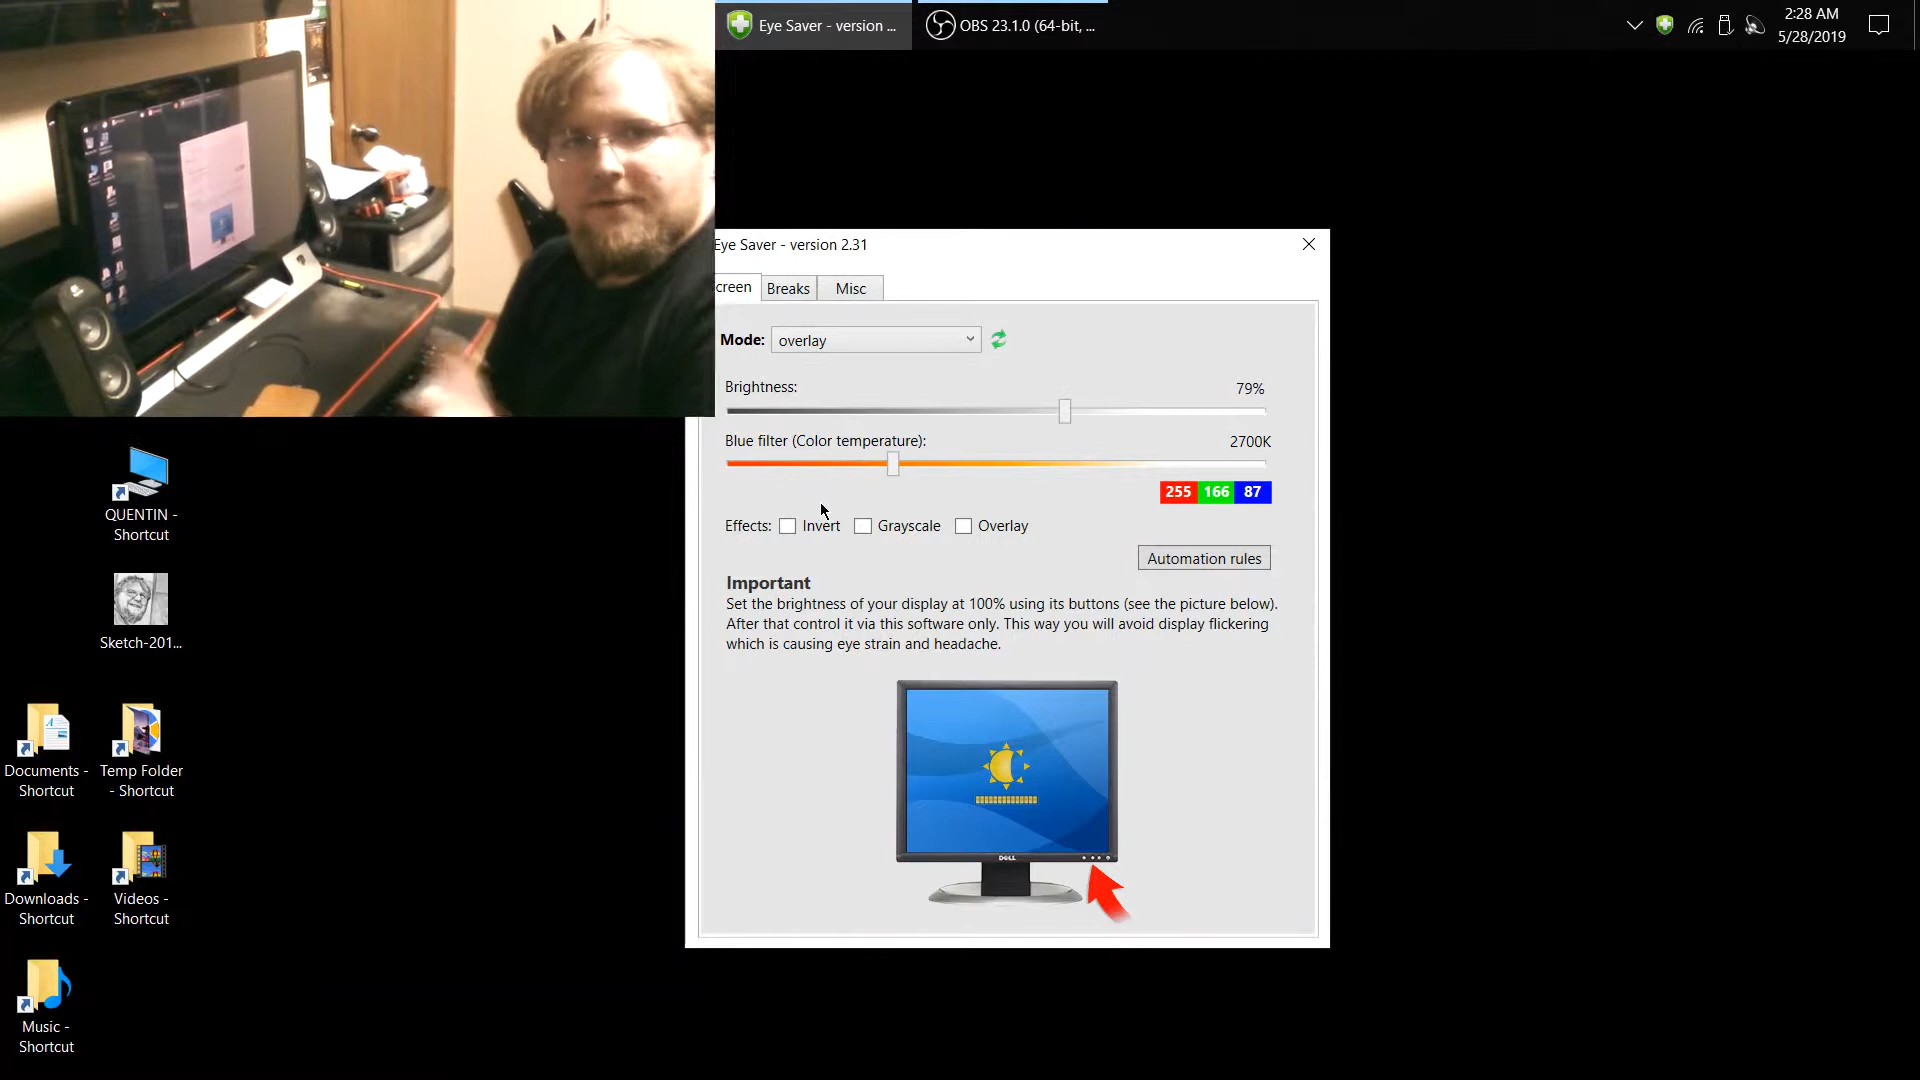 Eye Saver - version ...
OBS 23.1.0 (64-bit, ...
2:28 AM
5/28/2019
Eye Saver - version 2.31
creen
Breaks
Misc
Mode:
overlay
Brightness:
79%
Blue filter (Color temperature):
2700K
255
166
87
Effects:
Invert
Grayscale
Overlay
Automation rules
Important
Set the brightness of your display at 100% using its buttons (see the picture below).
After that control it via this software only. This way you will avoid display flickering
which is causing eye strain and headache.
DELL
QUENTIN -
Shortcut
Sketch-201...
Documents -
Shortcut
Temp Folder
- Shortcut
Downloads -
Shortcut
Videos -
Shortcut
Music -
Shortcut